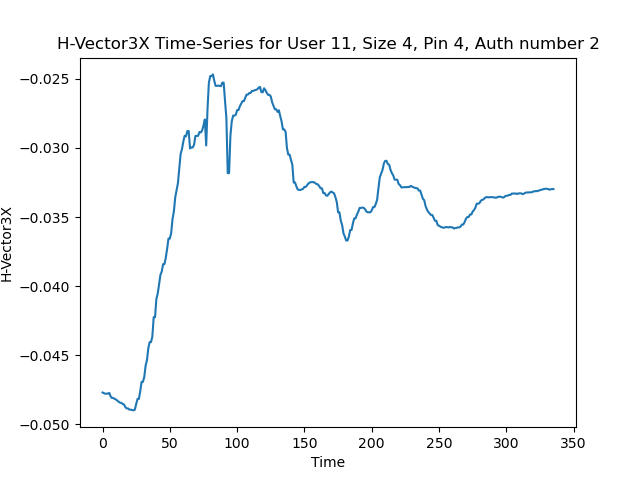 H-Vector3X Time-Series for User 11, Size 4, Pin 4, Auth number 2
−0.025
−0.030
−0.035
−0.040
−0.045
−0.050
H-Vector3X
0 50 100 150 200 250 300 350
Time